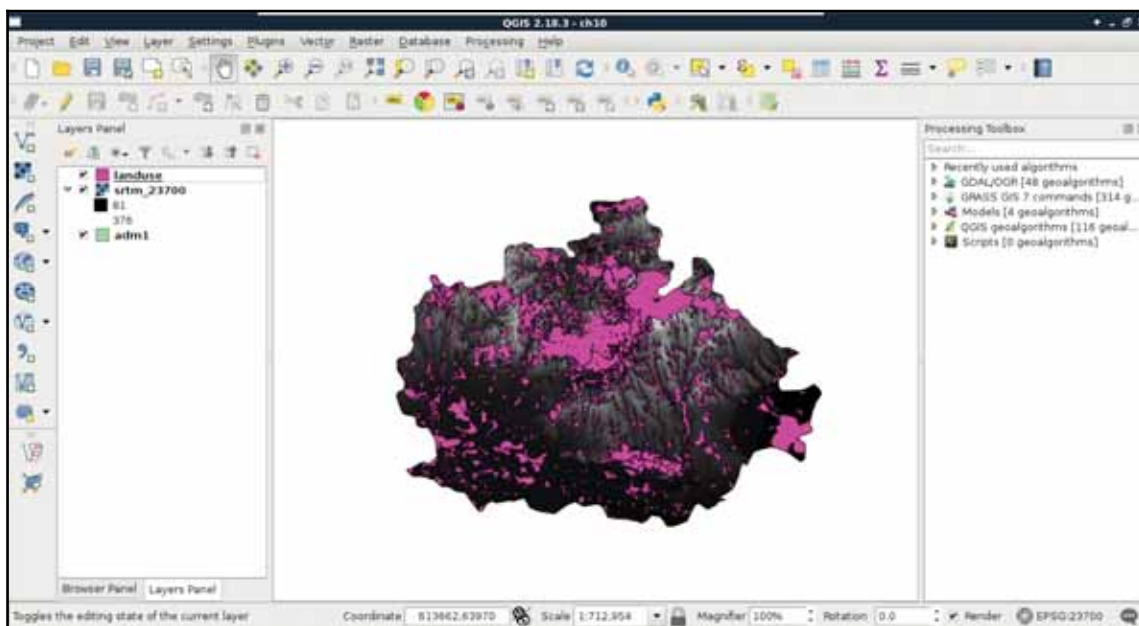 QGIS 2.18.3 - ch10
Project Edit View Layer Settings Plugins Vector Raster Database Processing Help
Layers Panel
landuse
srtm_23700
61
376
adm1
Browser Panel Layers Panel
Processing Toolbox
Search...
Recently used algorithms
GDAL/OGR [48 geoalgorithms]
GRASS GIS 7 commands [314 g...
Models [4 geoalgorithms]
QGIS geoalgorithms [116 geoal...
Scripts [0 geoalgorithms]
Toggles the editing state of the current layer Coordinate 613662,63970 Scale 1:712,954 Magnifier 100% Rotation 0.0 Render EPSG:23700